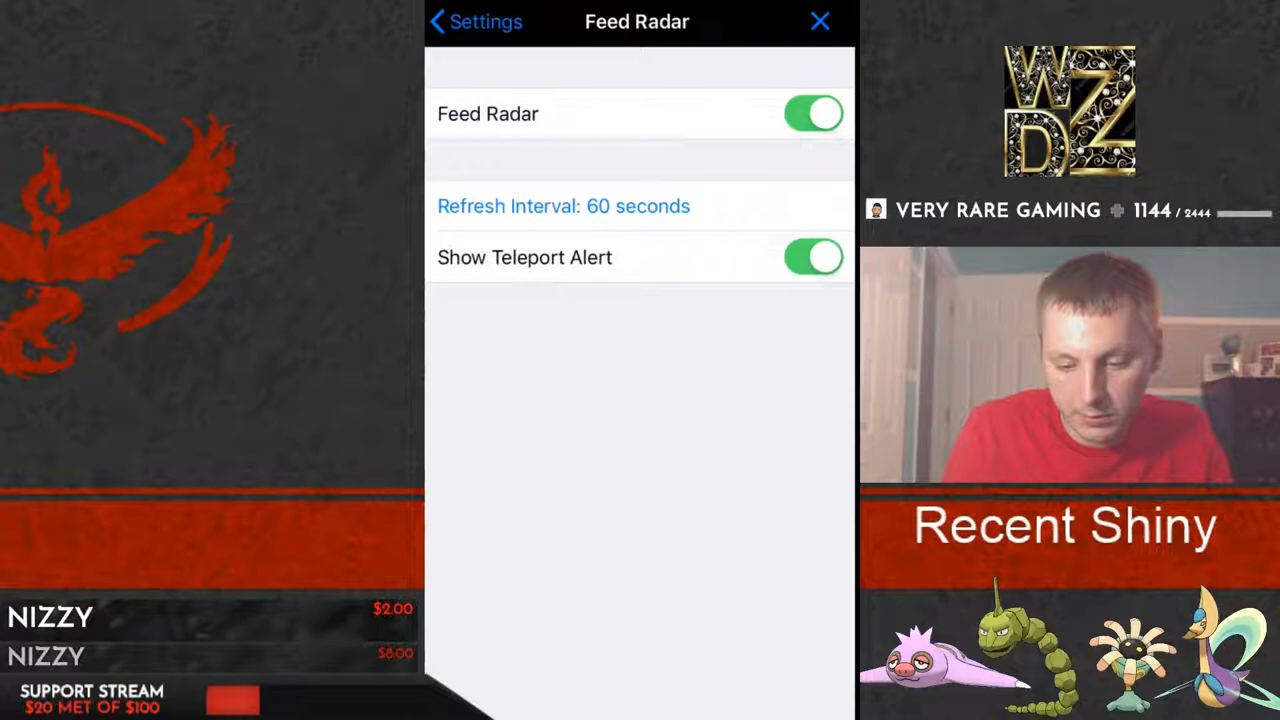 Settings
Feed Radar
Feed Radar
Refresh Interval: 60 seconds
Show Teleport Alert
W
Z
D
VERY RARE GAMING 1144 / 2444
Recent Shiny
NIZZY $2.00
NIZZY $8.00
SUPPORT STREAM
$20 MET OF $100